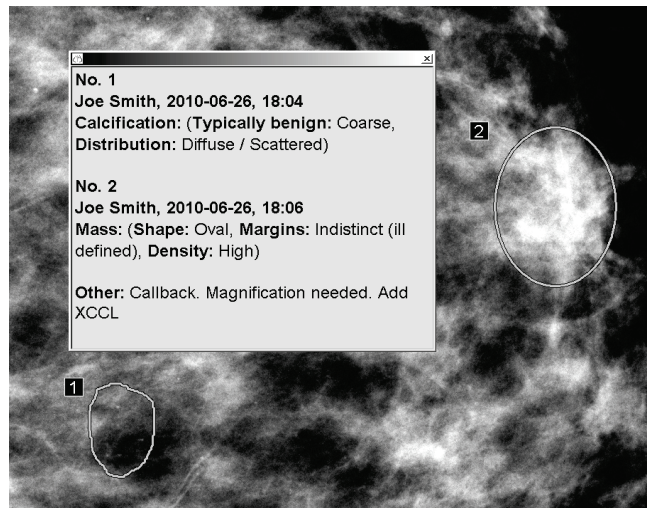 No. 1
Joe Smith, 2010-06-26, 18:04
Calcification: (Typically benign: Coarse,
Distribution: Diffuse / Scattered)
No. 2
Joe Smith, 2010-06-26, 18:06
Mass: (Shape: Oval, Margins: Indistinct (ill
defined), Density: High)
Other: Callback. Magnification needed. Add
XCCL
2
1